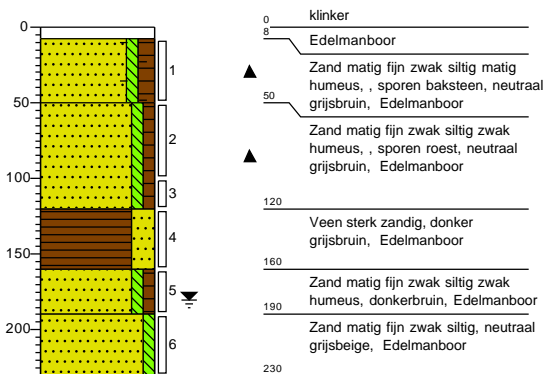 0
50
100
150
200
1
2
3
4
5
6
0
klinker
8
Edelmanboor
Zand matig fijn zwak siltig matig
humeus, , sporen baksteen, neutraal
grijsbruin, Edelmanboor
50
Zand matig fijn zwak siltig zwak
humeus, , sporen roest, neutraal
grijsbruin, Edelmanboor
120
Veen sterk zandig, donker
grijsbruin, Edelmanboor
160
Zand matig fijn zwak siltig zwak
humeus, donkerbruin, Edelmanboor
190
Zand matig fijn zwak siltig, neutraal
grijsbeige, Edelmanboor
230